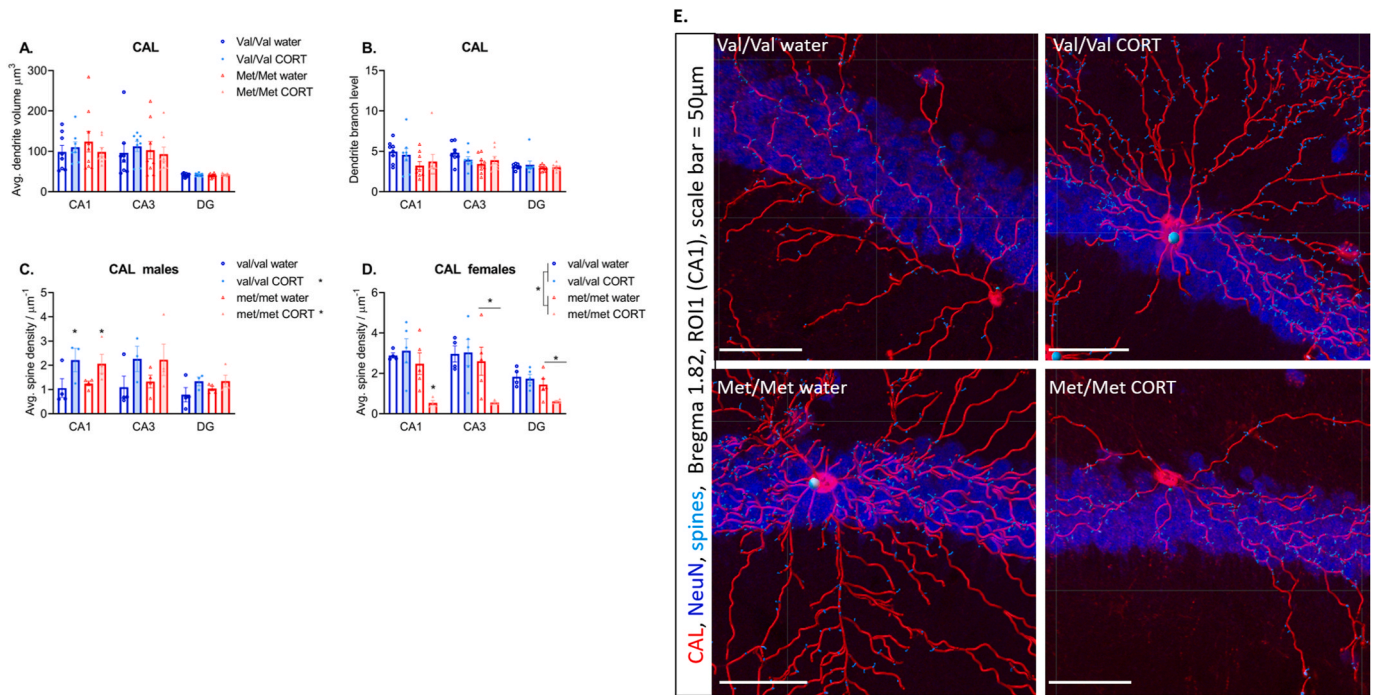 A.
CAL
Val/Val water
Val/Val CORT
Met/Met water
Met/Met CORT
Avg. dendrite volume μm³
300
200
100
0
CA1 CA3 DG
B.
CAL
Dendrite branch level
15
10
5
0
CA1 CA3 DG
C.
CAL males
val/val water
val/val CORT *
met/met water
met/met CORT *
Avg. spine density / μm⁻¹
5
4
3
2
1
0
* *
CA1 CA3 DG
D.
CAL females
val/val water
val/val CORT
met/met water
met/met CORT
*
Avg. spine density / μm⁻¹
6
4
2
0
* * *
CA1 CA3 DG
E.
CAL, NeuN, spines, Bregma 1.82, ROI1 (CA1), scale bar = 50μm
Val/Val water
Val/Val CORT
Met/Met water
Met/Met CORT